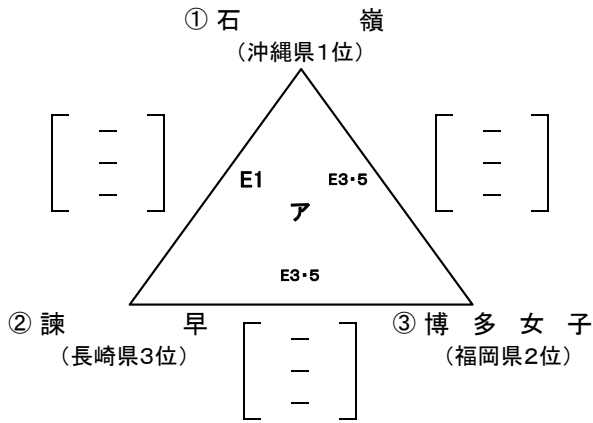 ① 石 嶺
（沖縄県１位）
E1
E3・5
ア
E3・5
② 諫 早
（長崎県３位）
③ 博 多 女 子
（福岡県２位）